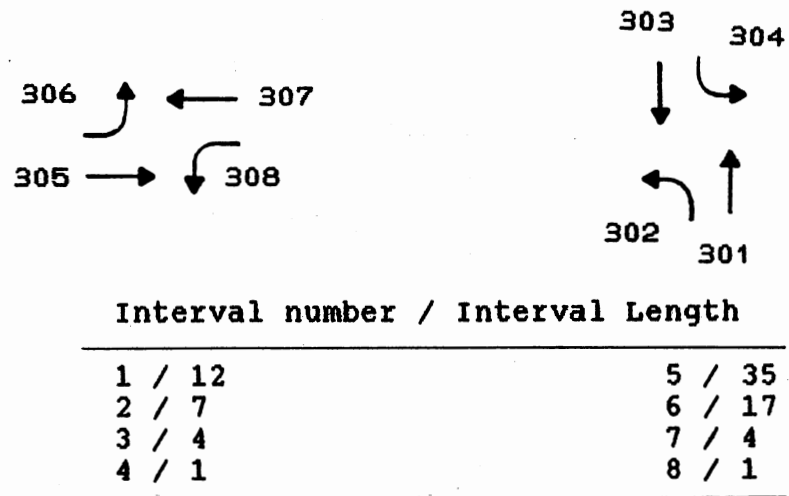 303 304
306 307
305 308
302 301
Interval number / Interval Length
1 / 12 5 / 35
2 / 7 6 / 17
3 / 4 7 / 4
4 / 1 8 / 1